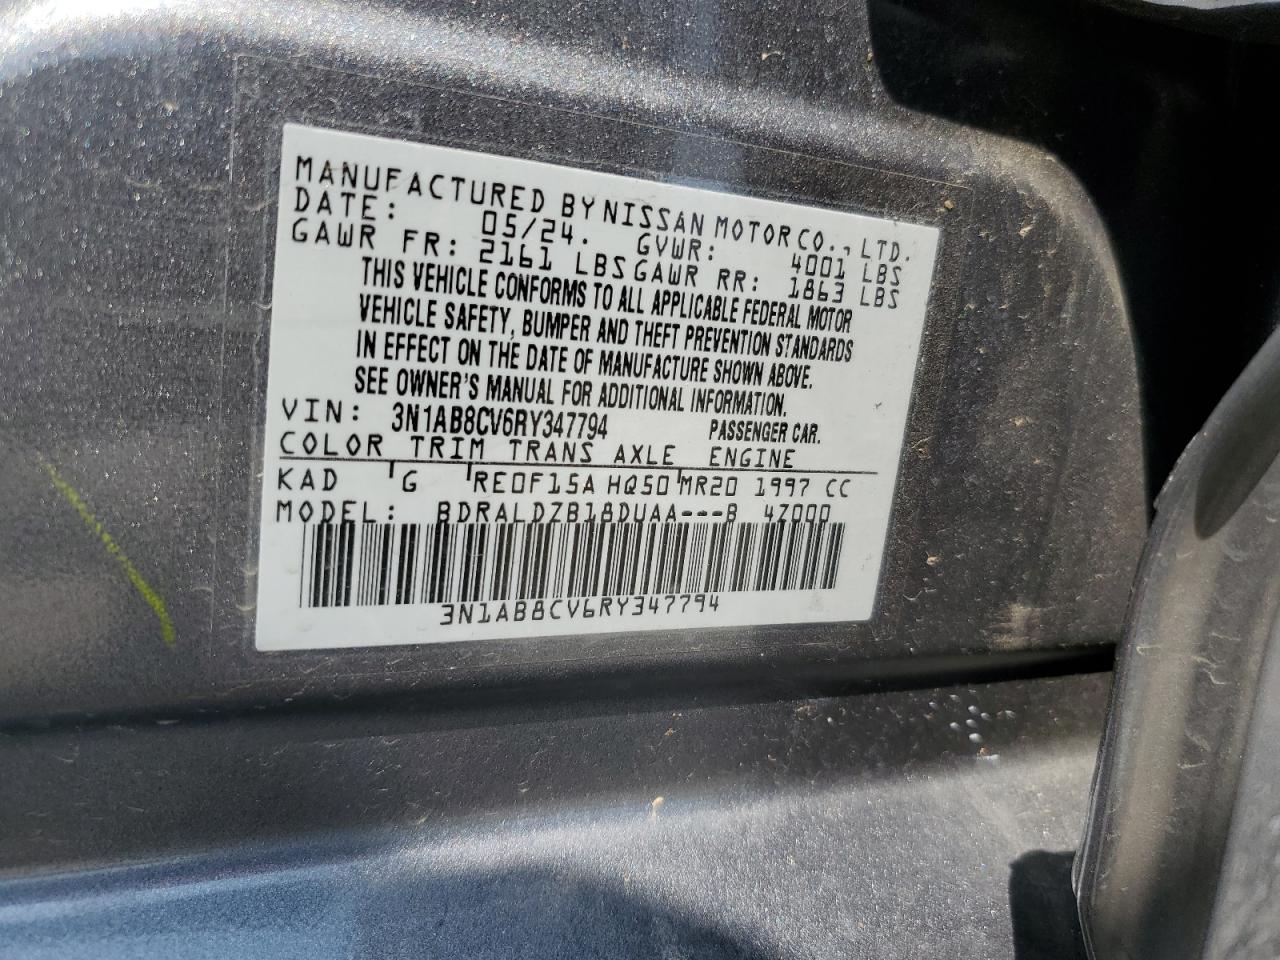 MANUFACTURED BY NISSAN MOTOR CO., LTD.
DATE: 05/24. GVWR: 4001 LBS
GAWR FR: 2161 LBS GAWR RR: 1863 LBS
THIS VEHICLE CONFORMS TO ALL APPLICABLE FEDERAL MOTOR
VEHICLE SAFETY, BUMPER AND THEFT PREVENTION STANDARDS
IN EFFECT ON THE DATE OF MANUFACTURE SHOWN ABOVE.
SEE OWNER'S MANUAL FOR ADDITIONAL INFORMATION.
VIN: 3N1AB8CV6RY347794 PASSENGER CAR.
COLOR TRIM TRANS AXLE ENGINE
KAD G RE0F15A HQ50 MR20 1997 CC
MODEL: BDRALDZB18DUAA---B 4Z000
3N1AB8CV6RY347794